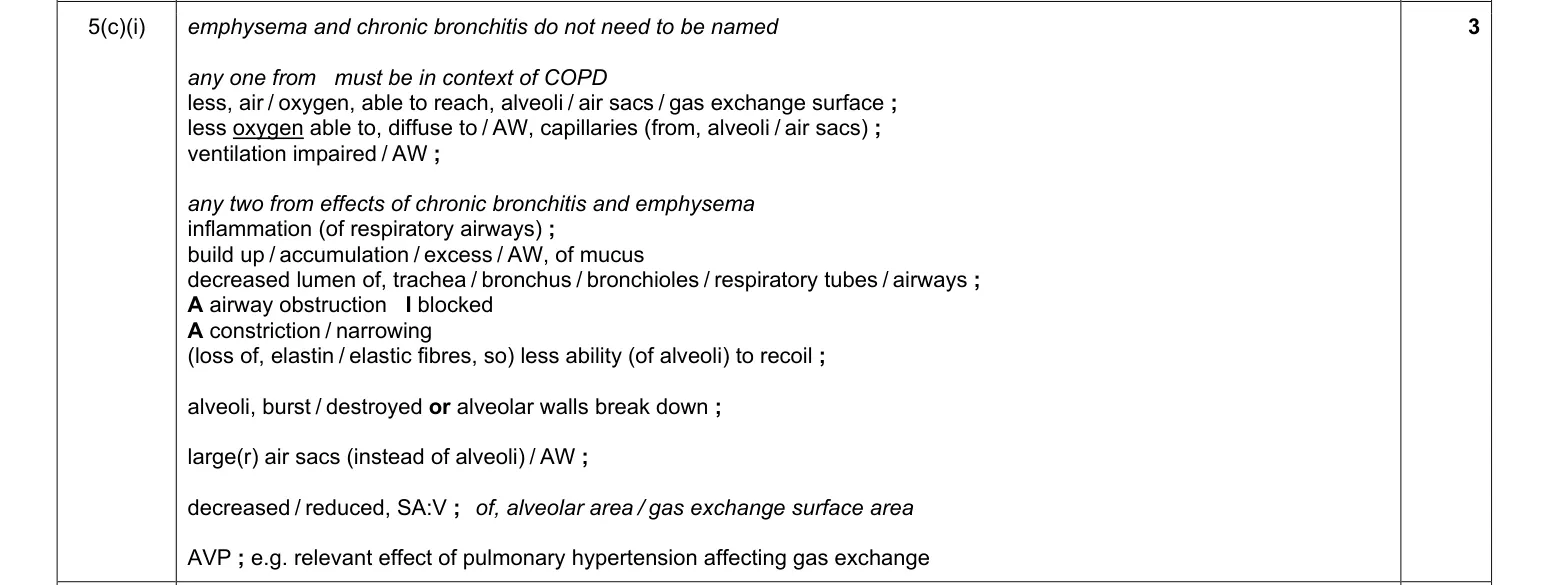 5(c)(i) emphysema and chronic bronchitis do not need to be named 3
any one from must be in context of COPD
less, air / oxygen, able to reach, alveoli / air sacs / gas exchange surface ;
less oxygen able to, diffuse to / AW, capillaries (from, alveoli / air sacs) ;
ventilation impaired / AW ;
any two from effects of chronic bronchitis and emphysema
inflammation (of respiratory airways) ;
build up / accumulation / excess / AW, of mucus
decreased lumen of, trachea / bronchus / bronchioles / respiratory tubes / airways ;
A airway obstruction I blocked
A constriction / narrowing
(loss of, elastin / elastic fibres, so) less ability (of alveoli) to recoil ;
alveoli, burst / destroyed or alveolar walls break down ;
large(r) air sacs (instead of alveoli) / AW ;
decreased / reduced, SA:V ; of, alveolar area / gas exchange surface area
AVP ; e.g. relevant effect of pulmonary hypertension affecting gas exchange